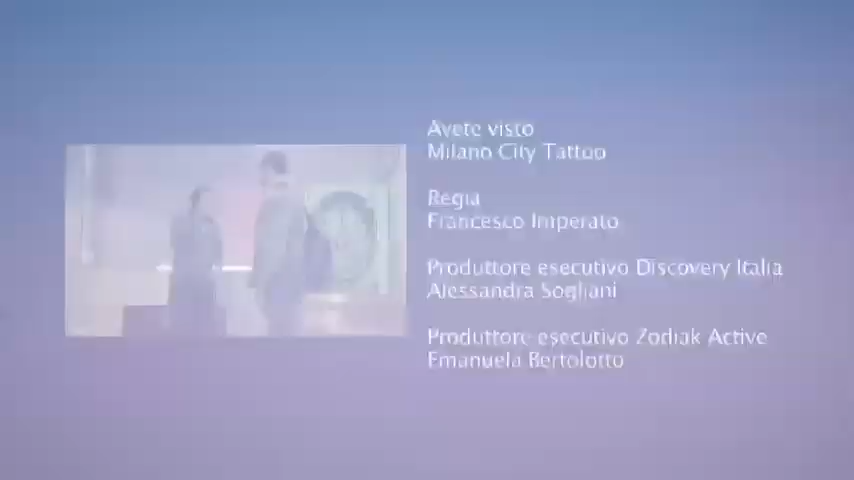 Avete visto
Milano City Tattoo
Regia
Francesco Imperato
Produttore esecutivo Discovery Italia
Alessandra Sogliani
Produttore esecutivo Zodiak Active
Emanuela Bertolotto